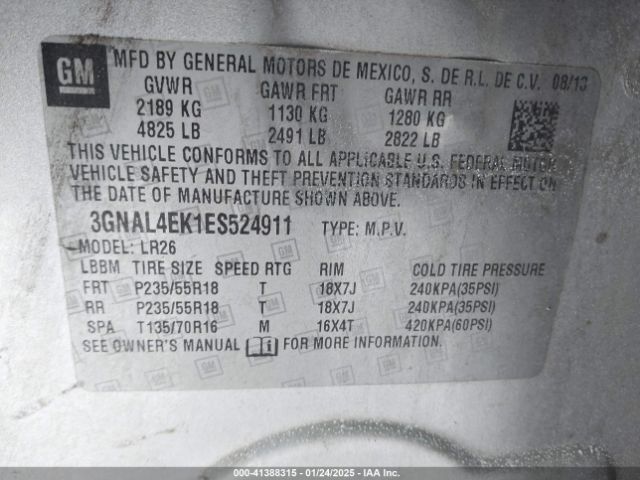 GM
MFD BY GENERAL MOTORS DE MEXICO, S. DE R.L. DE C.V. 08/13
GVWR GAWR FRT GAWR RR
2189 KG 1130 KG 1280 KG
4825 LB 2491 LB 2822 LB
THIS VEHICLE CONFORMS TO ALL APPLICABLE U.S. FEDERAL MOTOR
VEHICLE SAFETY AND THEFT PREVENTION STANDARDS IN EFFECT ON
THE DATE OF MANUFACTURE SHOWN ABOVE.
3GNAL4EK1ES524911 TYPE: M.P.V.
MODEL: LR26
LBBM TIRE SIZE SPEED RTG RIM COLD TIRE PRESSURE
FRT P235/55R18 T 18X7J 240KPA(35PSI)
RR P235/55R18 T 18X7J 240KPA(35PSI)
SPA T135/70R16 M 16X4T 420KPA(60PSI)
SEE OWNER'S MANUAL FOR MORE INFORMATION.
000-41388315 - 01/24/2025 - IAA Inc.